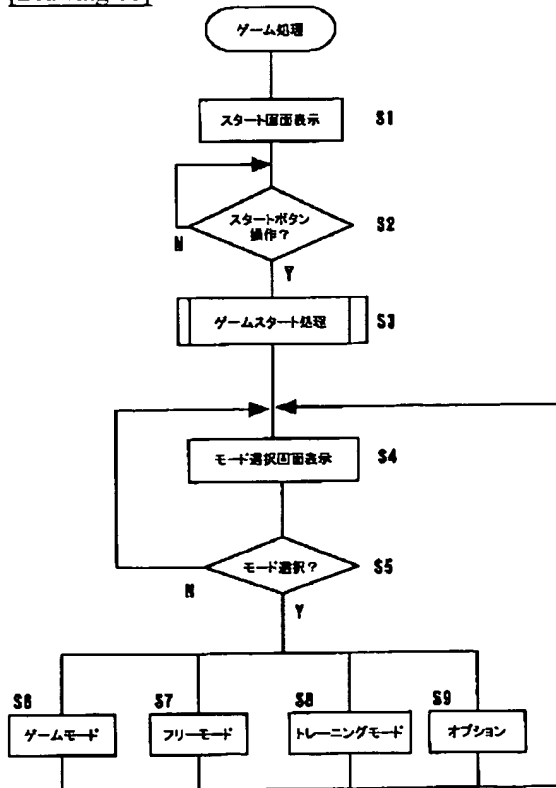 ゲーム処理
スタート画面表示 S1
スタートボタン
操作？ S2
N
Y
ゲームスタート処理 S3
モード選択画面表示 S4
モード選択？ S5
N
Y
S6 S7 S8 S9
ゲームモード フリーモード トレーニングモード オプション